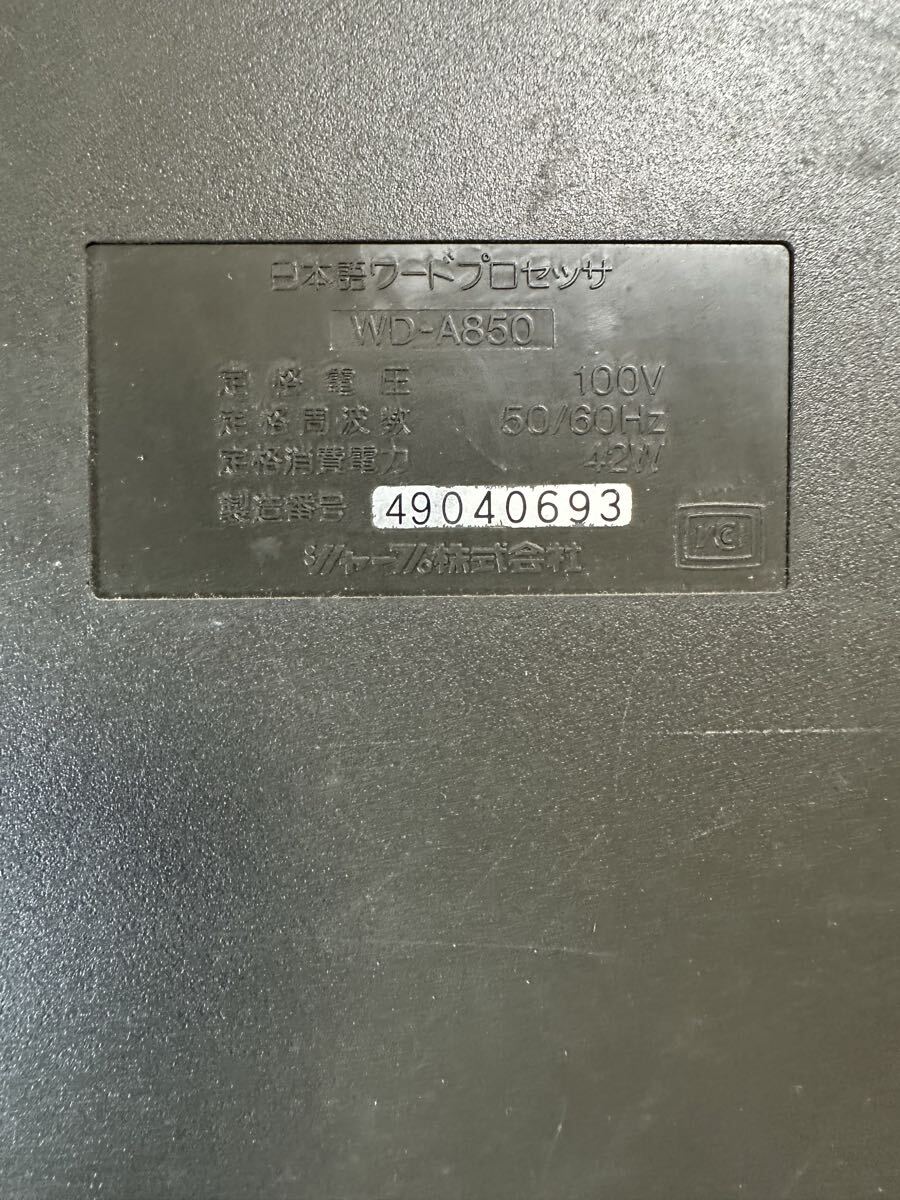 日本語ワードプロセッサ
WD-A850
定格電圧 100V
定格周波数 50/60Hz
定格消費電力 42W
製造番号 49040693
シャープ株式会社